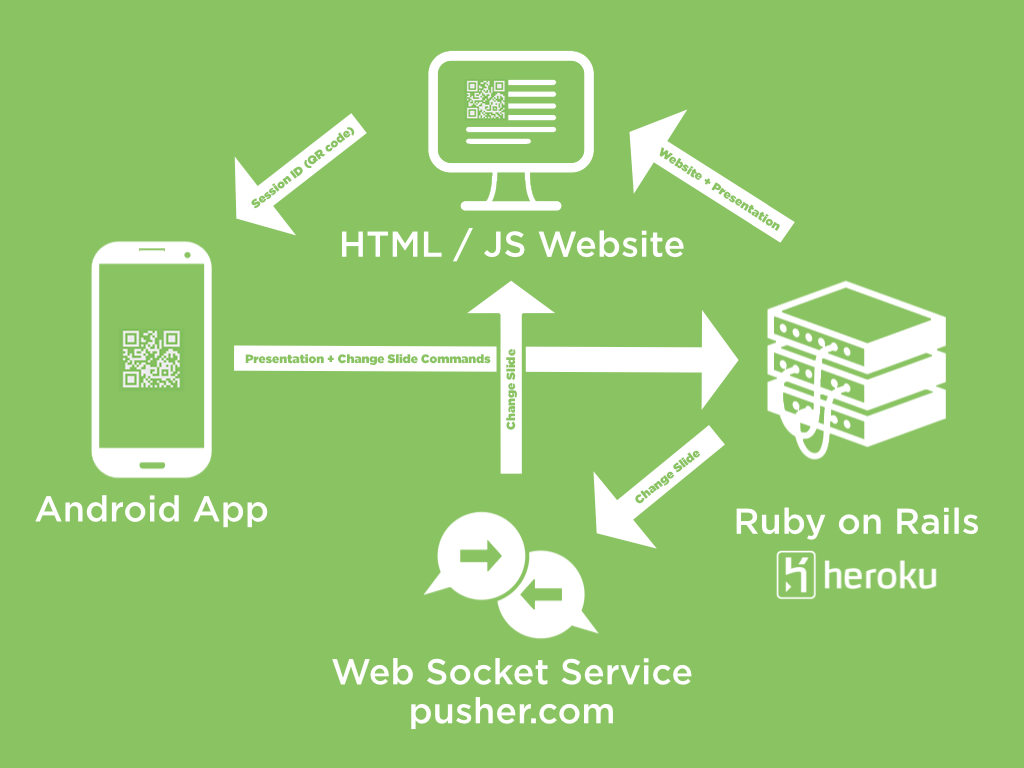 Session ID (QR code)
Website + Presentation
HTML / JS Website
Presentation + Change Slide Commands
Change Slide
Change Slide
Android App
Ruby on Rails
heroku
Web Socket Service
pusher.com